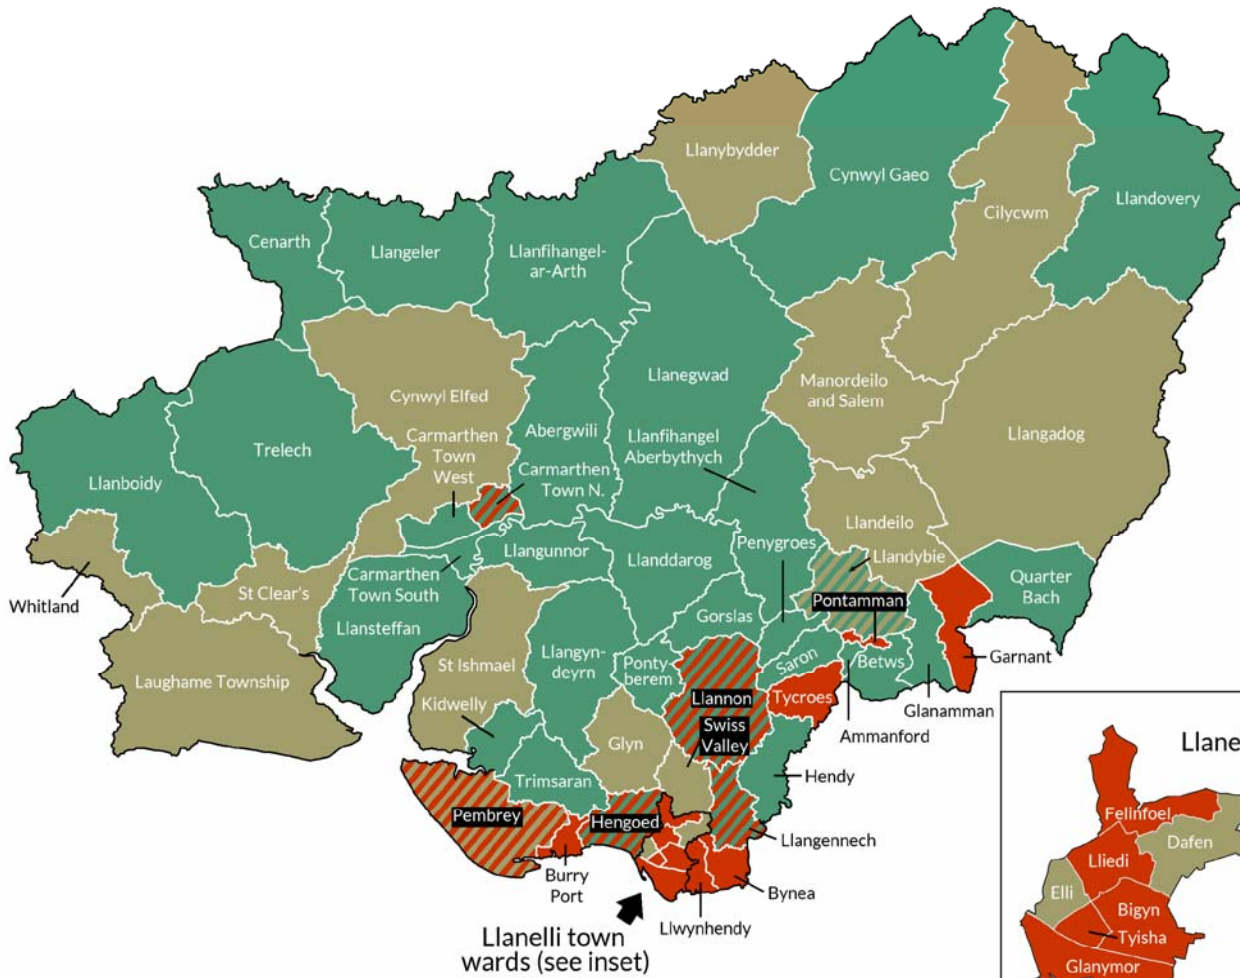 Llanybydder
Cynwyl Gaeo
Cilycwm
Llandovery
Cenarth
Llangeler
Llanfihangel-
ar-Arth
Llanegwad
Manordeilo
and Salem
Cynwyl Elfed
Abergwili
Llangadog
Trelech
Llanboidy
Carmarthen
Town
West
Llanfihangel
Aberbythych
Carmarthen
Town N.
Llandeilo
Llandybie
Penygroes
Llangunnor
Llanddarog
Whitland
St Clear's
Carmarthen
Town South
Llansteffan
Quarter
Bach
Pontamman
Gorslas
Garnant
Laugharne Township
St Ishmael
Llangyn-
deyrn
Ponty-
berem
Saron
Betws
Kidwelly
Llannon
Tycroes
Glanamman
Swiss
Valley
Ammanford
Glyn
Hendy
Trimsaran
Pembrey
Hengoed
Llangennech
Burry
Port
Bynea
Llwynhendy
Llanelli town
wards (see inset)
Llane
Felinfoel
Dafen
Lliedi
Elli
Bigyn
Tyisha
Glanymor